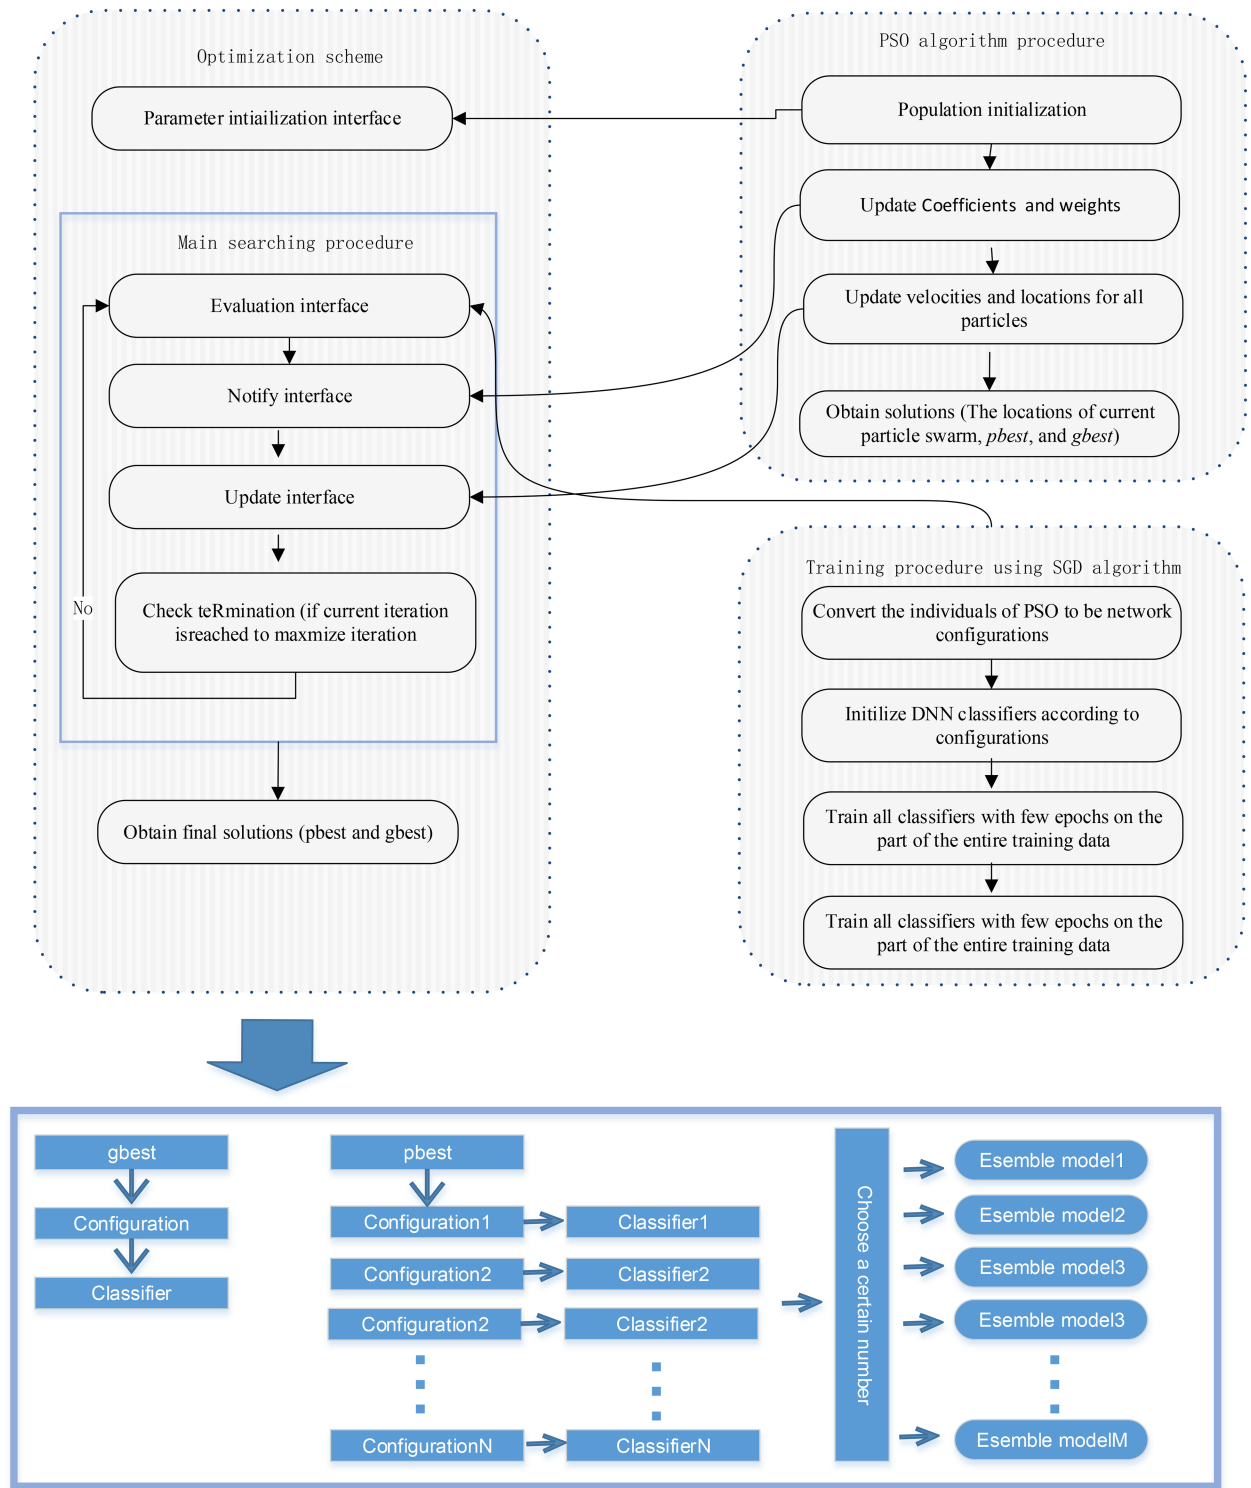 Optimization scheme
Parameter intiailization interface
Main searching procedure
Evaluation interface
Notify interface
Update interface
No
Check teRmination (if current iteration
isreached to maxmize iteration
Obtain final solutions (pbest and gbest)
PSO algorithm procedure
Population initialization
Update Coefficients and weights
Update velocities and locations for all
particles
Obtain solutions (The locations of current
particle swarm, pbest, and gbest)
Training procedure using SGD algorithm
Convert the individuals of PSO to be network
configurations
Initilize DNN classifiers according to
configurations
Train all classifiers with few epochs on the
part of the entire training data
Train all classifiers with few epochs on the
part of the entire training data
gbest
Configuration
Classifier
pbest
Configuration1
Classifier1
Configuration2
Classifier2
Configuration2
Classifier2
ConfigurationN
ClassifierN
Choose a certain number
Esemble model1
Esemble model2
Esemble model3
Esemble model3
Esemble modelM